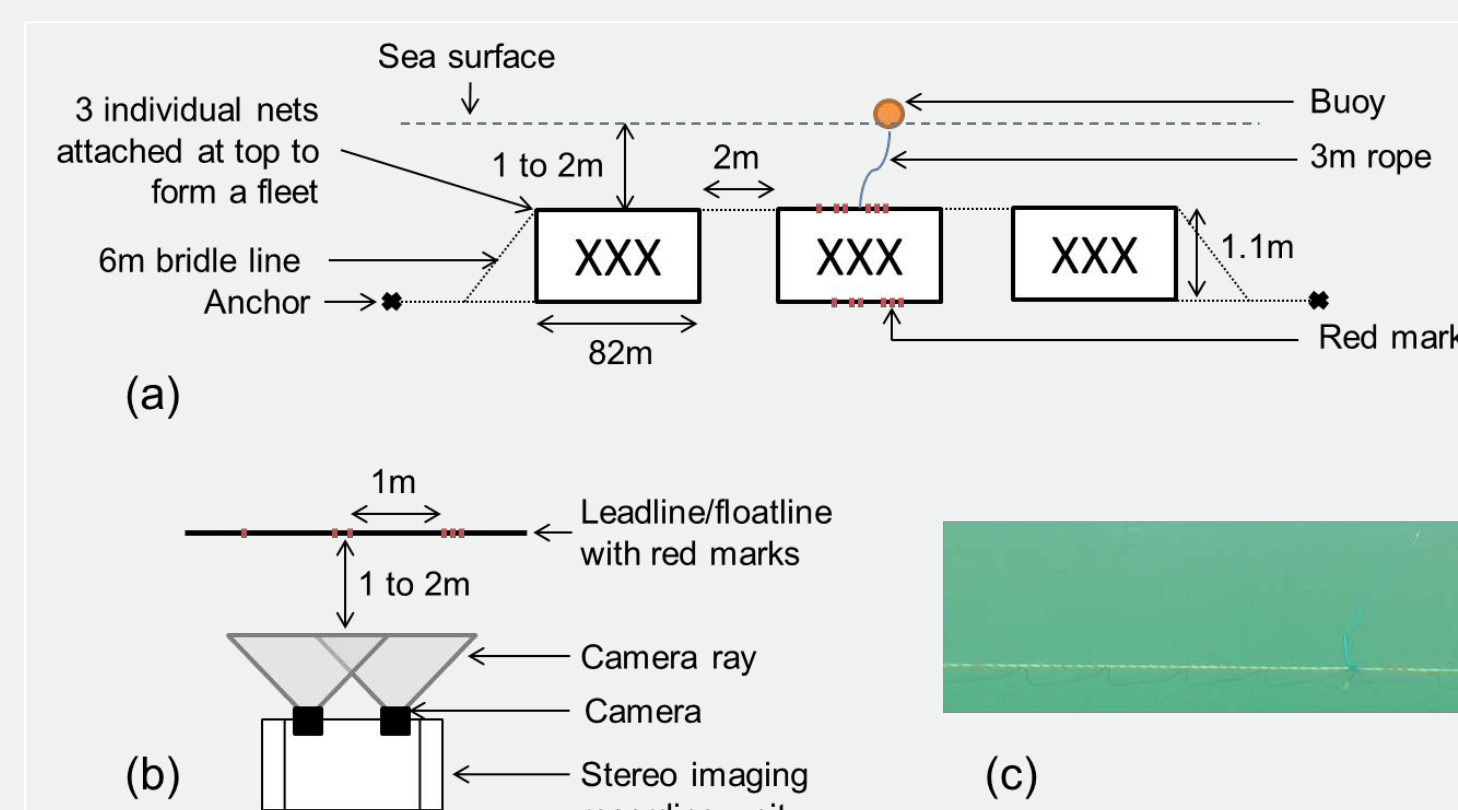 Sea surface
3 individual nets
attached at top to
form a fleet
1 to 2m
2m
Buoy
3m rope
6m bridle line
Anchor
XXX
XXX
XXX
1.1m
82m
Red mark
(a)
1m
Leadline/floatline
with red marks
1 to 2m
Camera ray
Camera
Stereo imaging
(b)
(c)